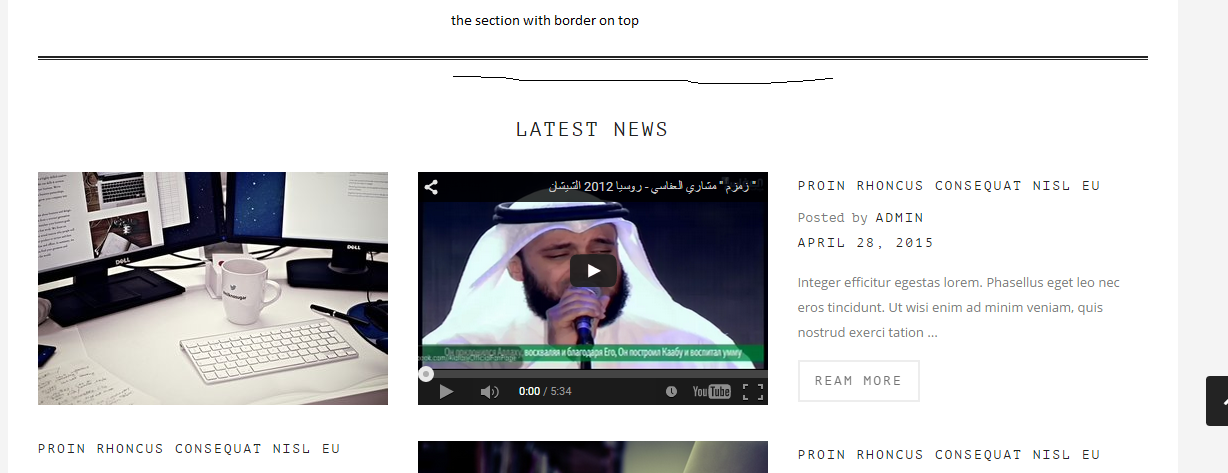 the section with border on top
LATEST NEWS
DELL
DELL
" زمزم " مشاري العفاسي - روسيا 2012 الشيشان
восхваляя и благодаря Его, Он построил Каабу и воспитал умму
0:00 / 5:34
YouTube
PROIN RHONCUS CONSEQUAT NISL EU
Posted by ADMIN
APRIL 28, 2015
Integer efficitur egestas lorem. Phasellus eget leo nec
eros tincidunt. Ut wisi enim ad minim veniam, quis
nostrud exerci tation ...
REAM MORE
PROIN RHONCUS CONSEQUAT NISL EU
PROIN RHONCUS CONSEQUAT NISL EU